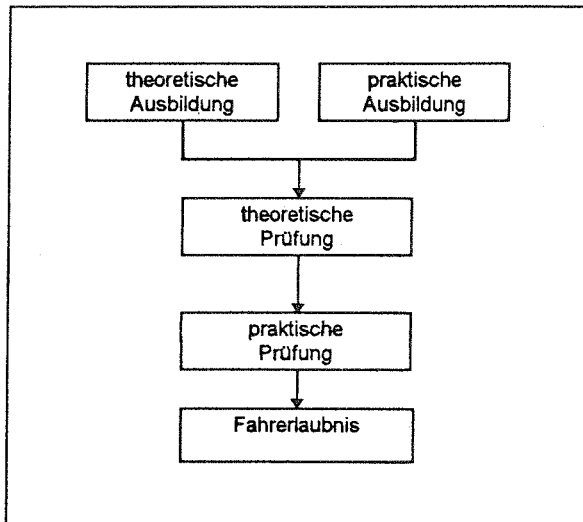 theoretische
Ausbildung
praktische
Ausbildung
theoretische
Prüfung
praktische
Prüfung
Fahrerlaubnis